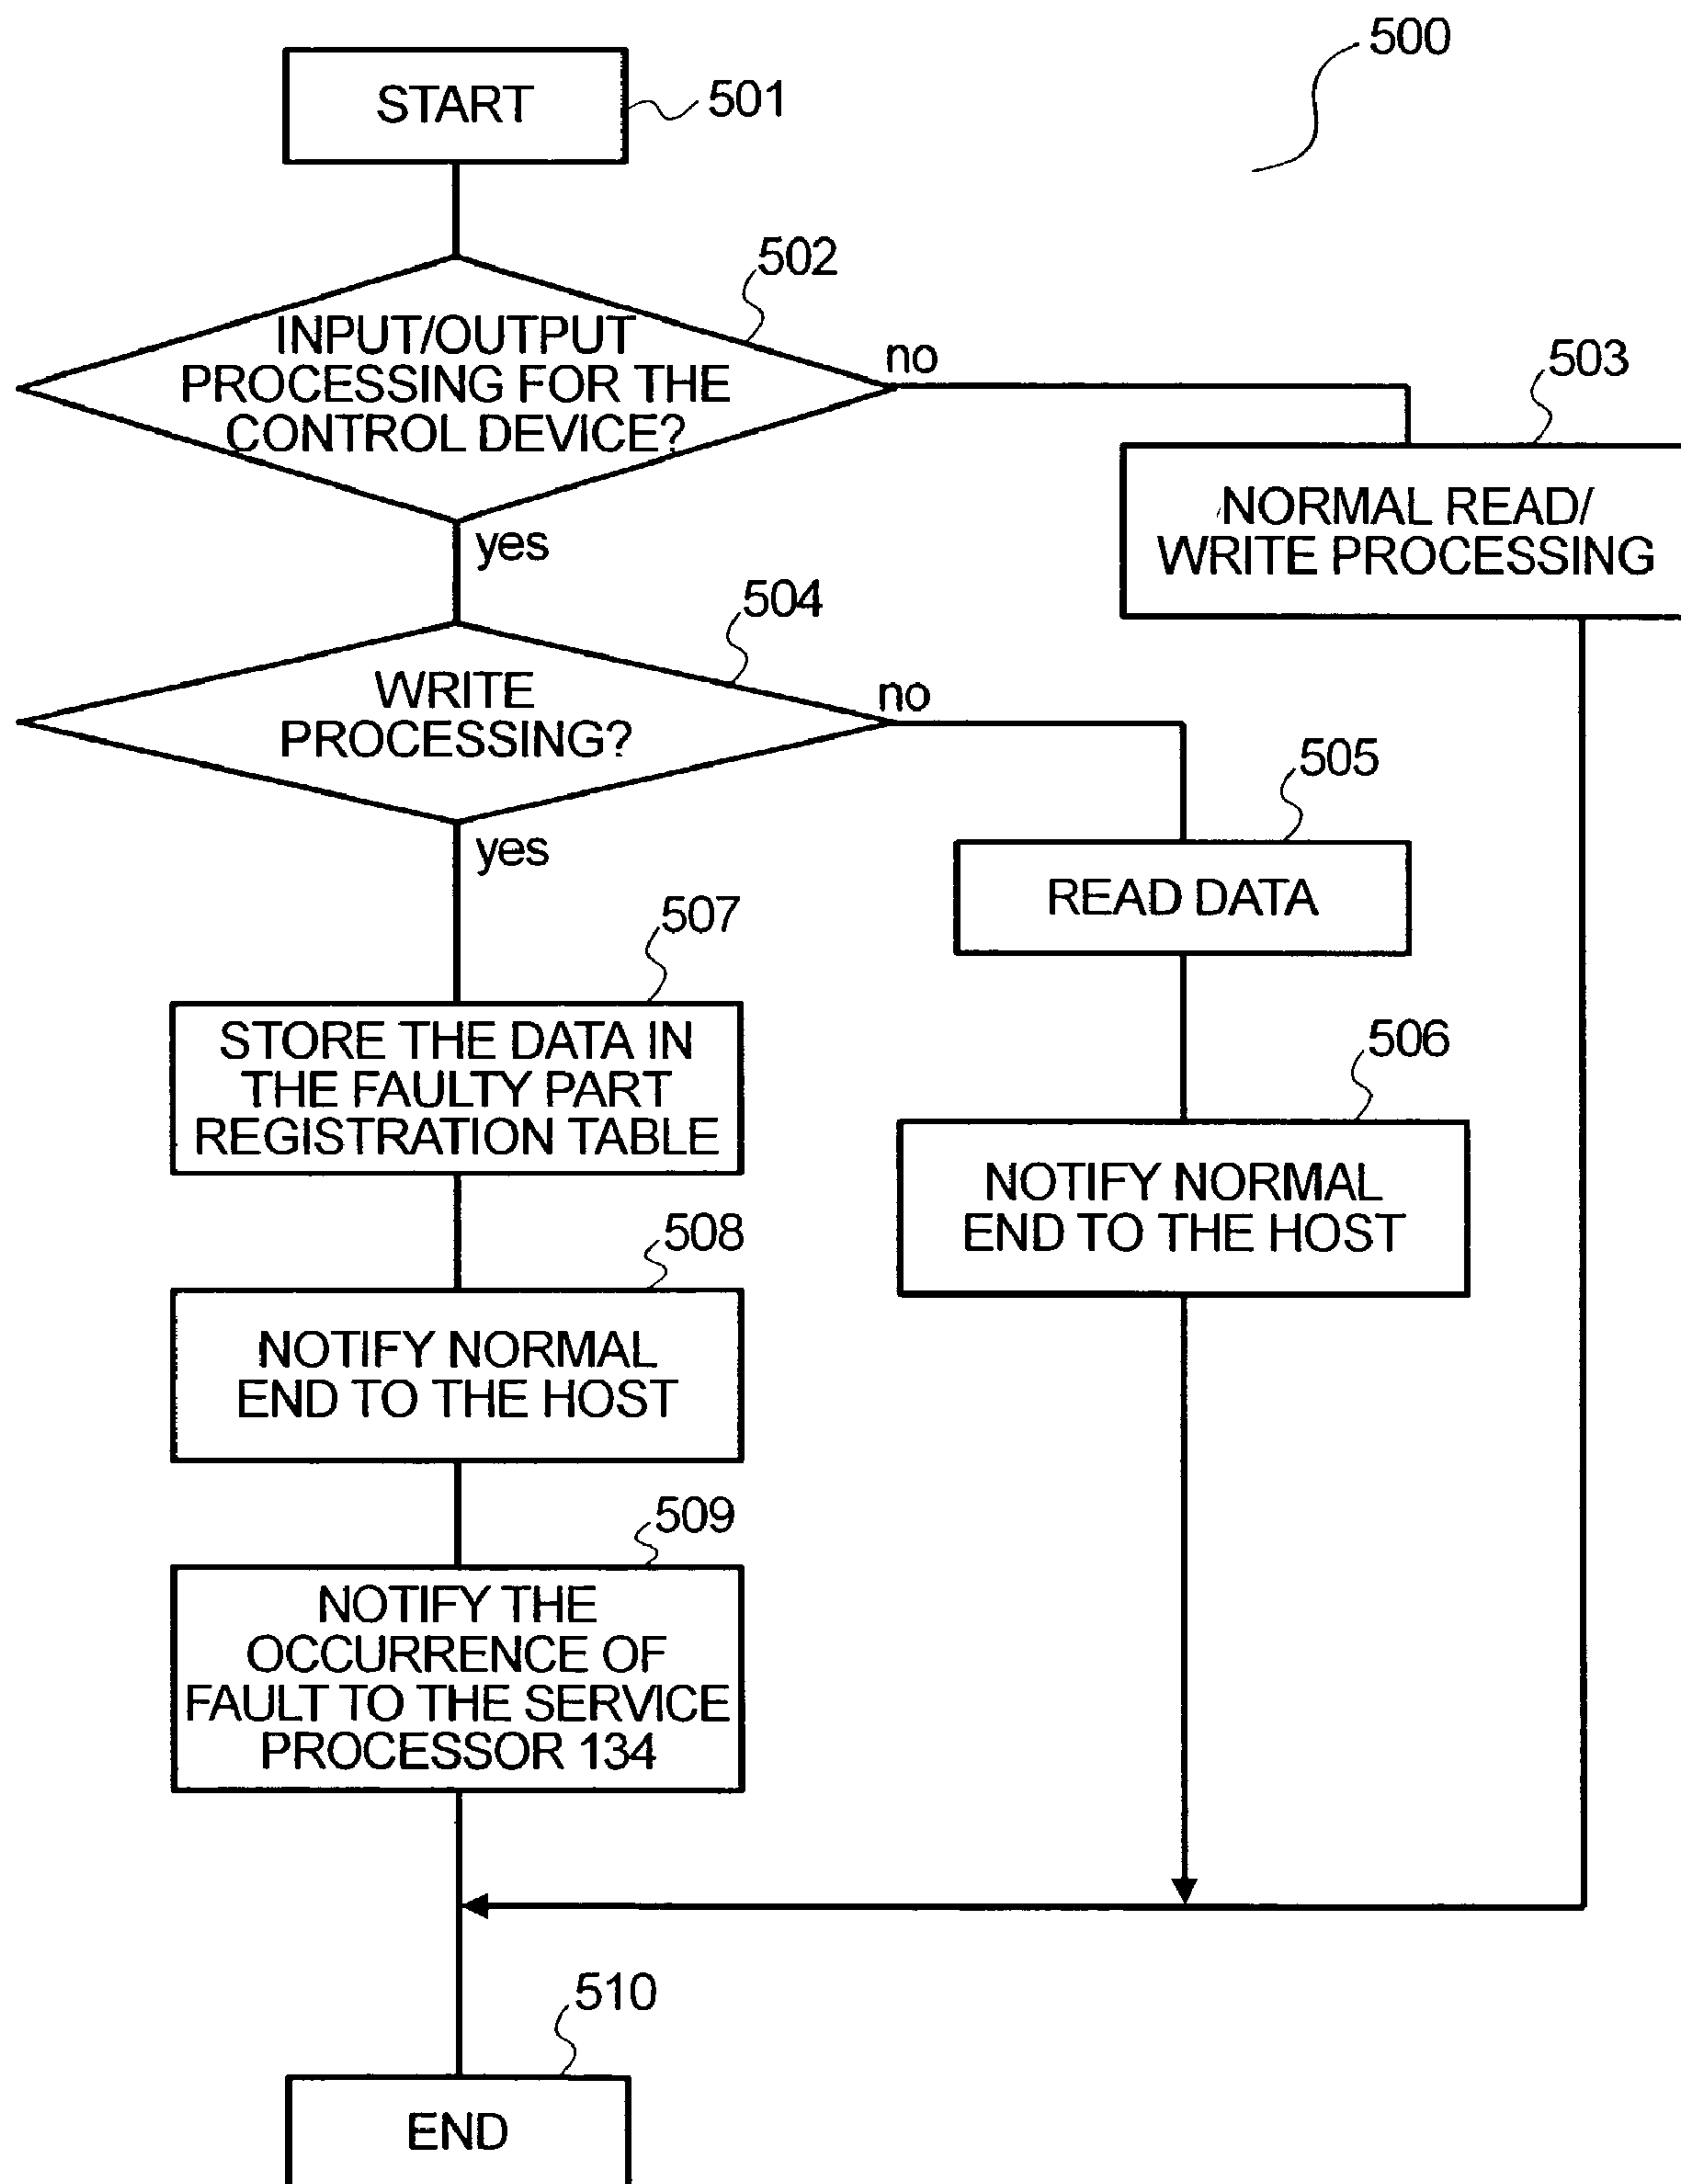 500
START
501
502
INPUT/OUTPUT
PROCESSING FOR THE
CONTROL DEVICE?
no
503
NORMAL READ/
WRITE PROCESSING
yes
504
WRITE
PROCESSING?
no
505
READ DATA
yes
507
STORE THE DATA IN
THE FAULTY PART
REGISTRATION TABLE
506
NOTIFY NORMAL
END TO THE HOST
508
NOTIFY NORMAL
END TO THE HOST
509
NOTIFY THE
OCCURRENCE OF
FAULT TO THE SERVICE
PROCESSOR 134
510
END